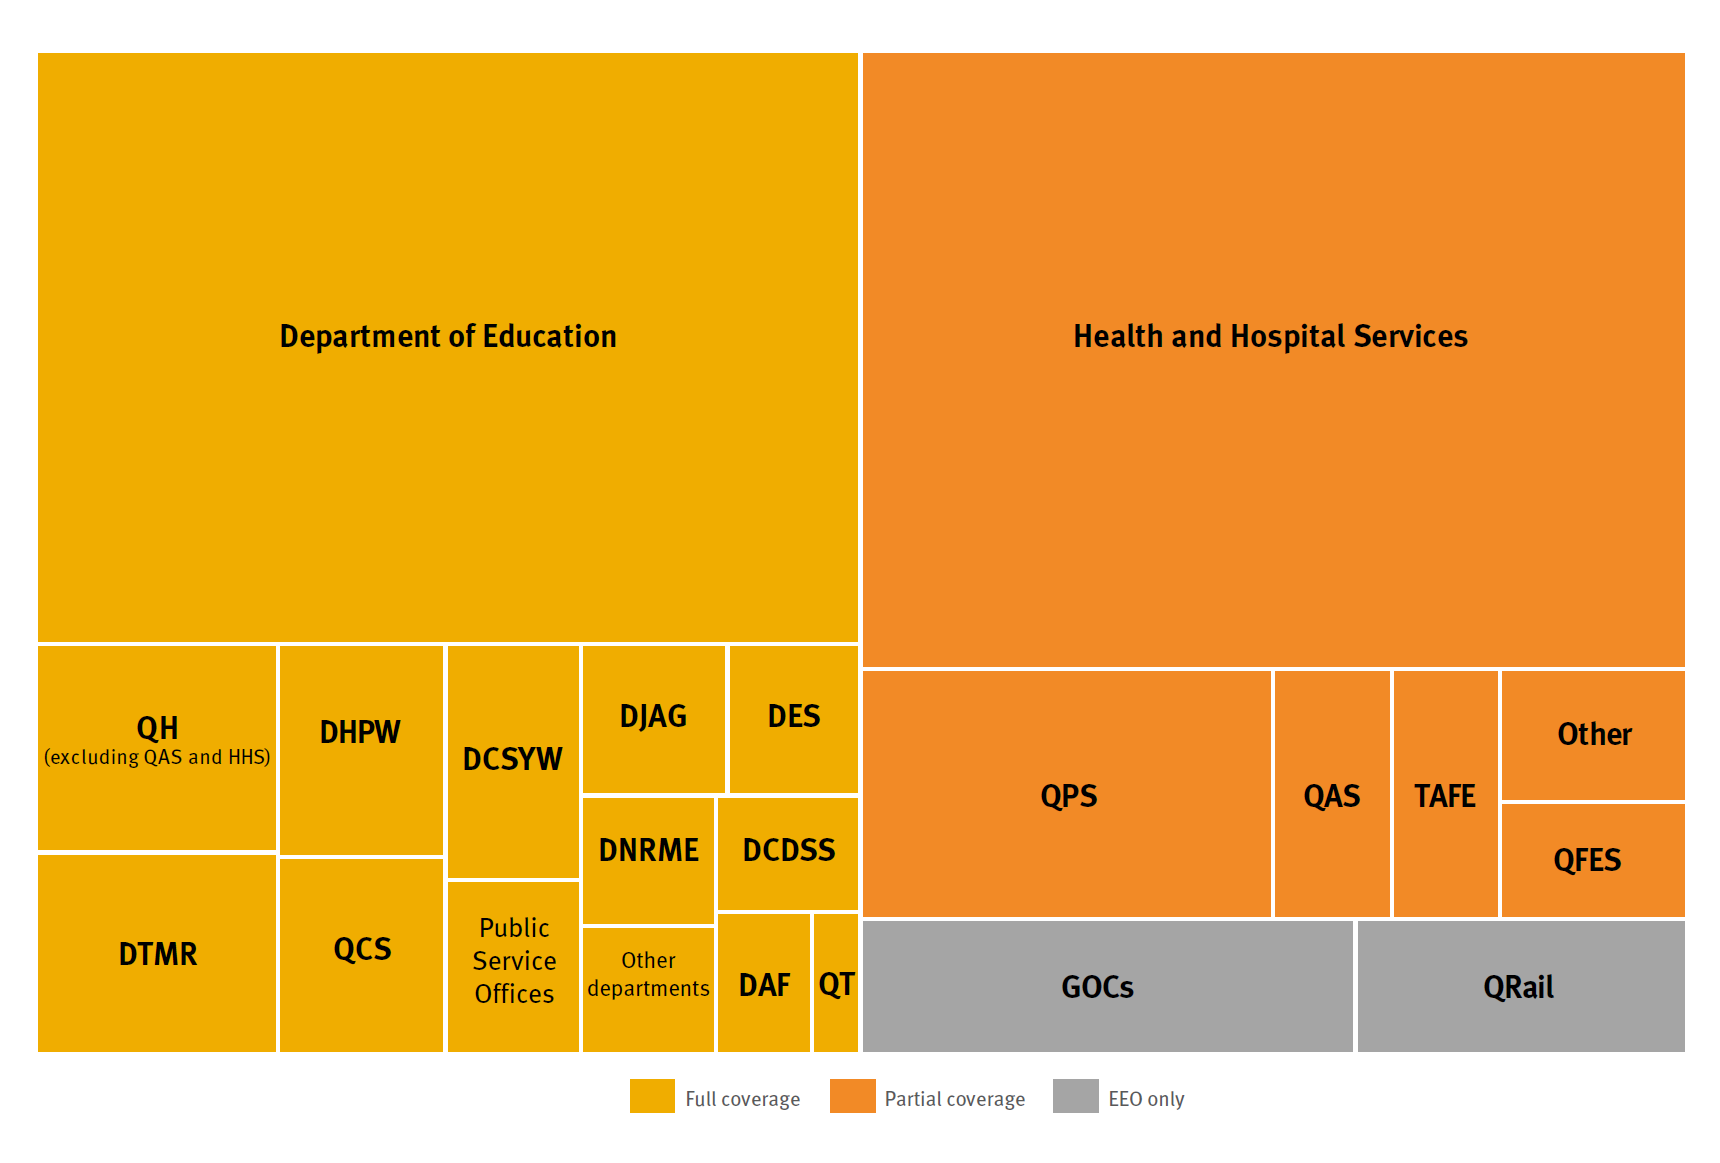 Department of Education
Health and Hospital Services
QH
(excluding QAS and HHS)
DHPW
DCSYW
DJAG
DES
DNRME
DCDSS
DTMR
QCS
Public
Service
Offices
Other
departments
DAF
QT
QPS
QAS
TAFE
Other
QFES
GOCs
QRail
Full coverage
Partial coverage
EEO only